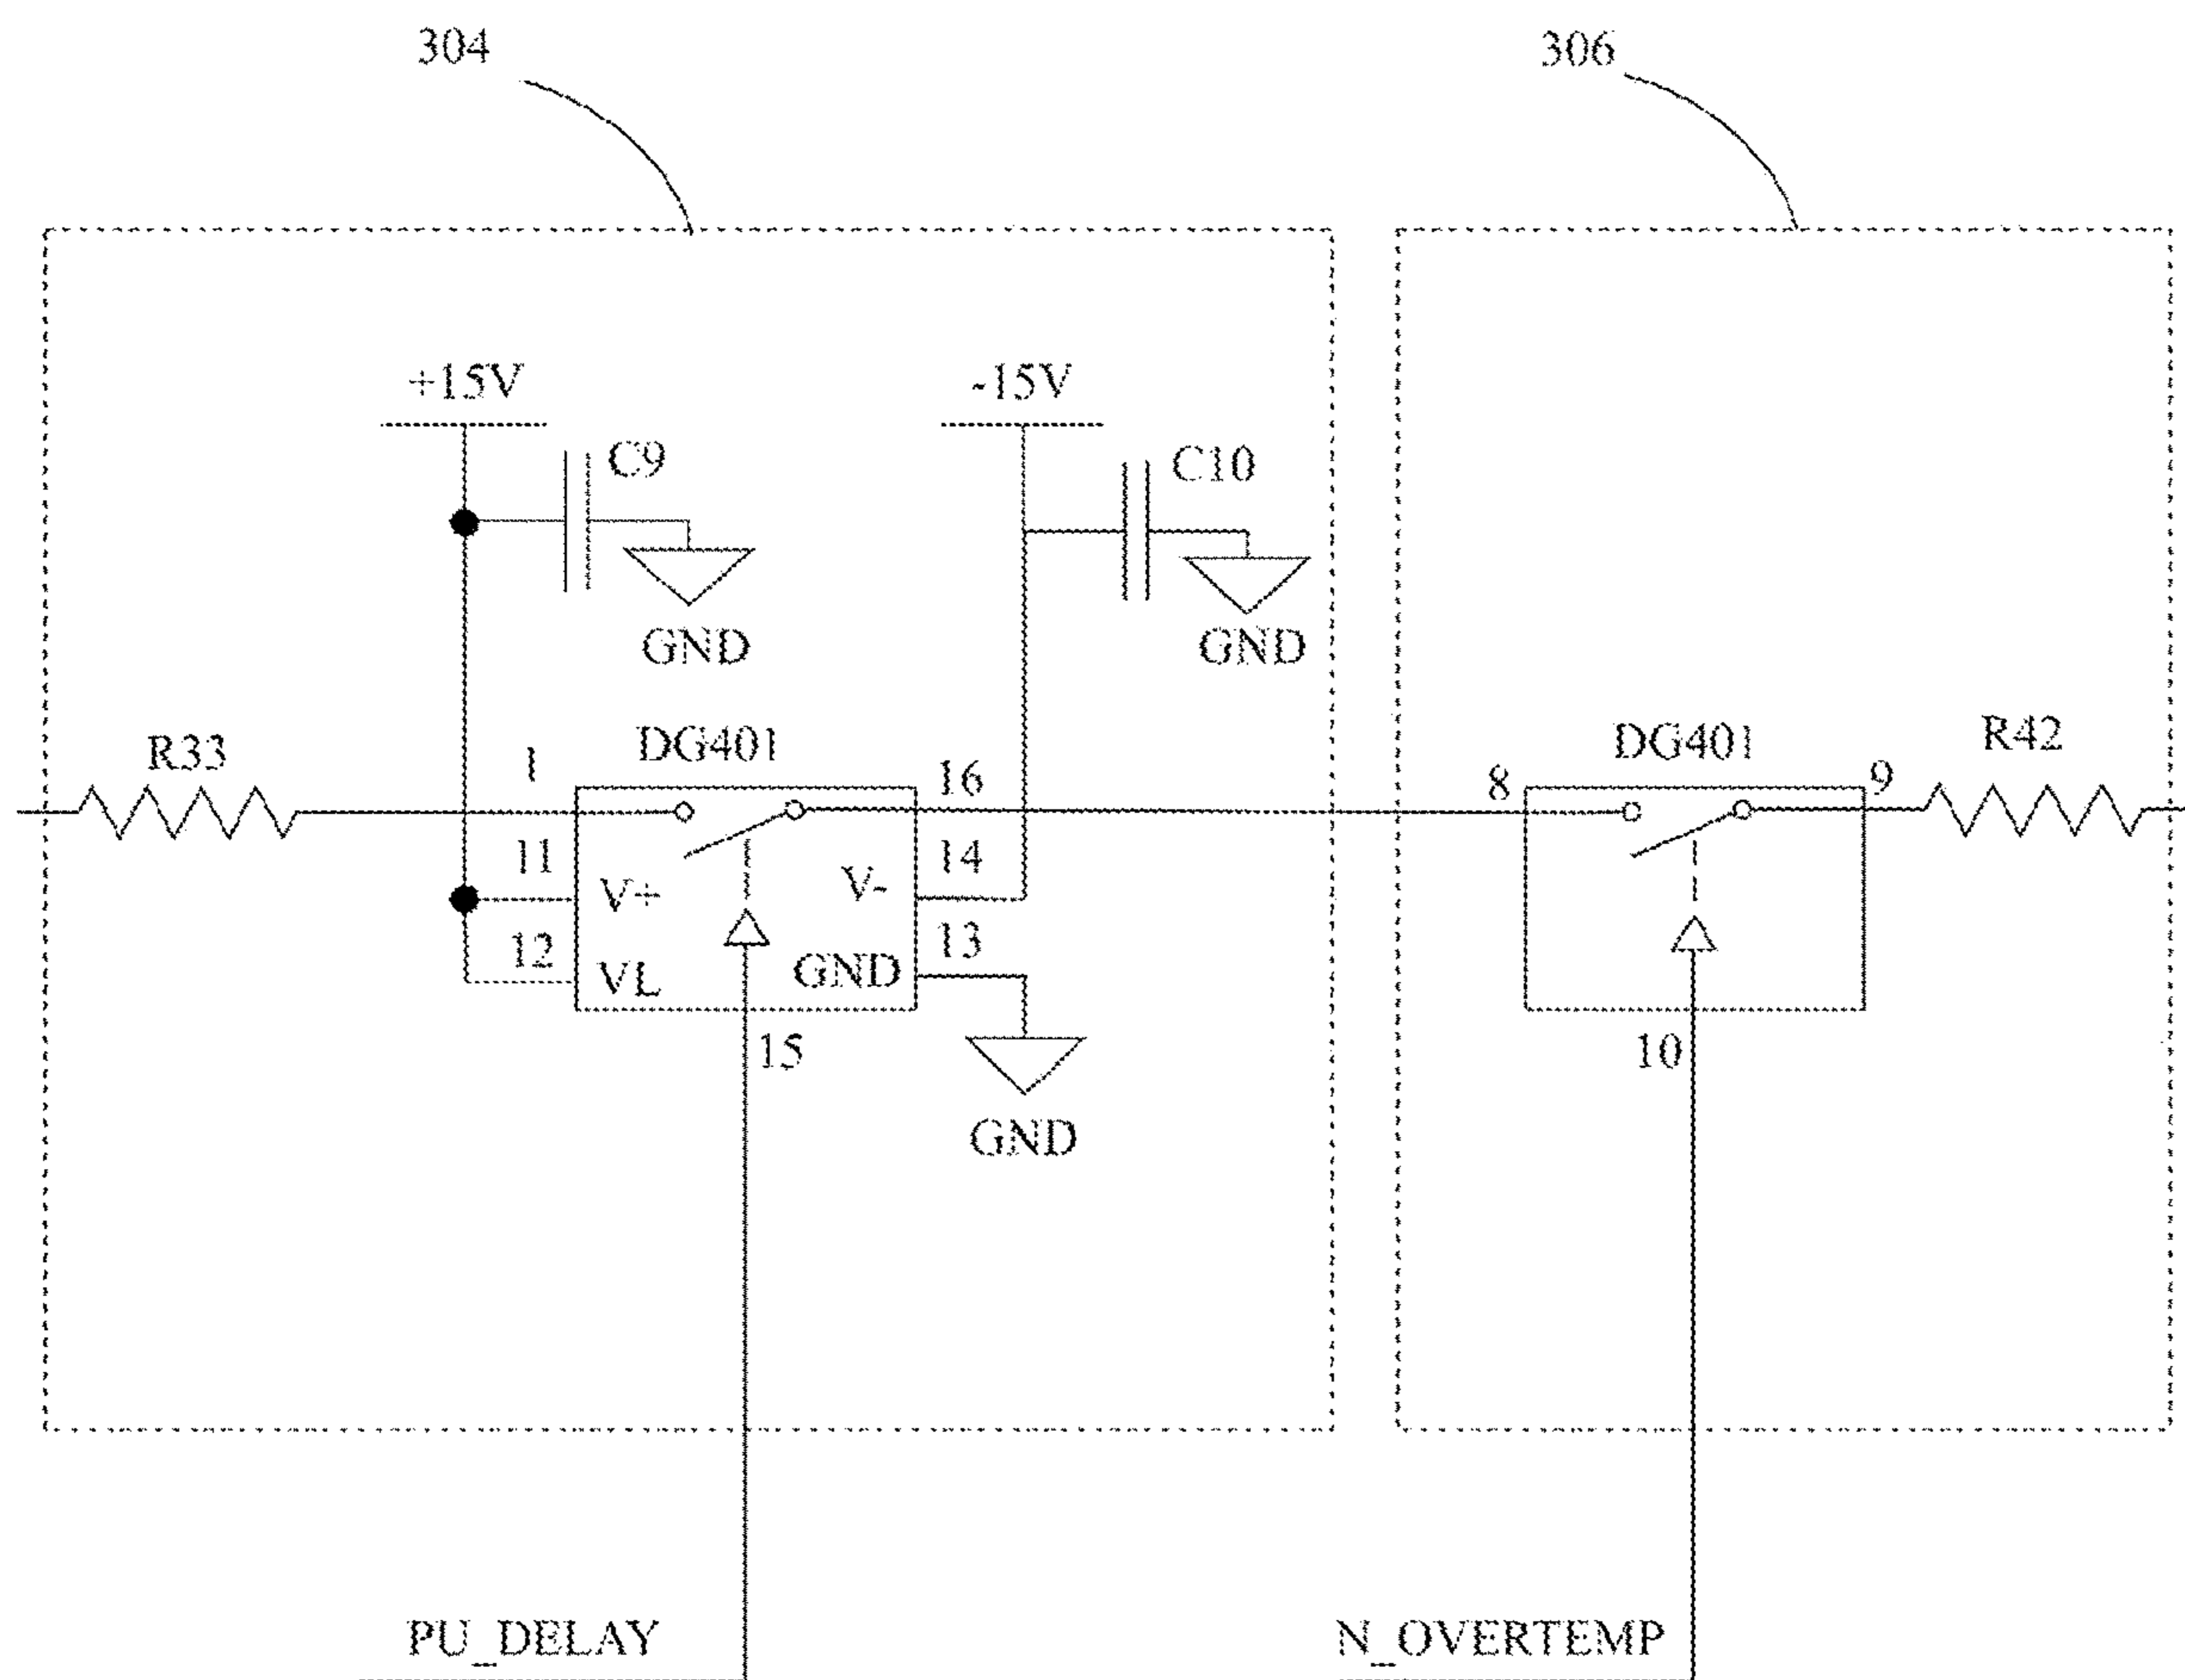 304 306
+15V -15V
C9 C10
GND GND
R33 1 DG401 16 8 DG401 9 R42
11 V+ V- 14
12 VL GND 13
15 10
GND
PU_DELAY N_OVERTEMP